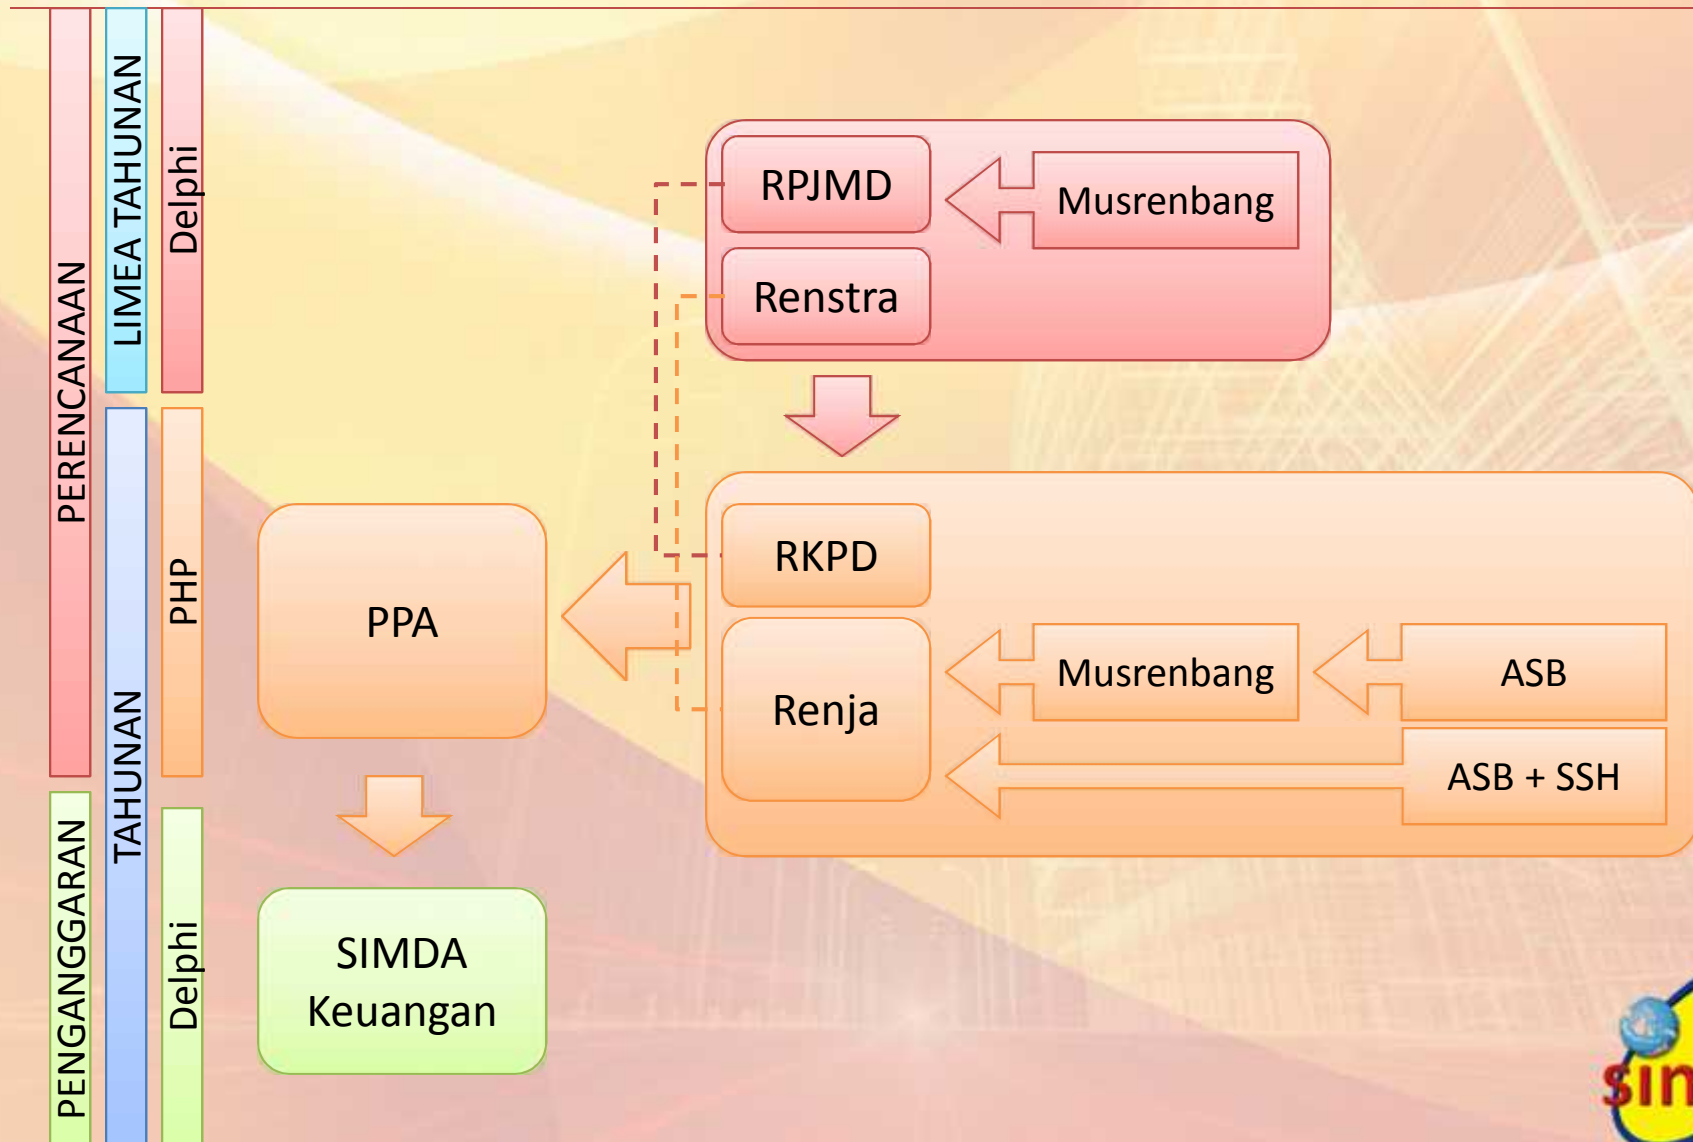 PERENCANAAN
LIMEA TAHUNAN
Delphi
RPJMD
Musrenbang
Renstra
PHP
TAHUNAN
PPA
RKPD
Renja
Musrenbang
ASB
ASB + SSH
PENGANGGARAN
Delphi
SIMDA
Keuangan